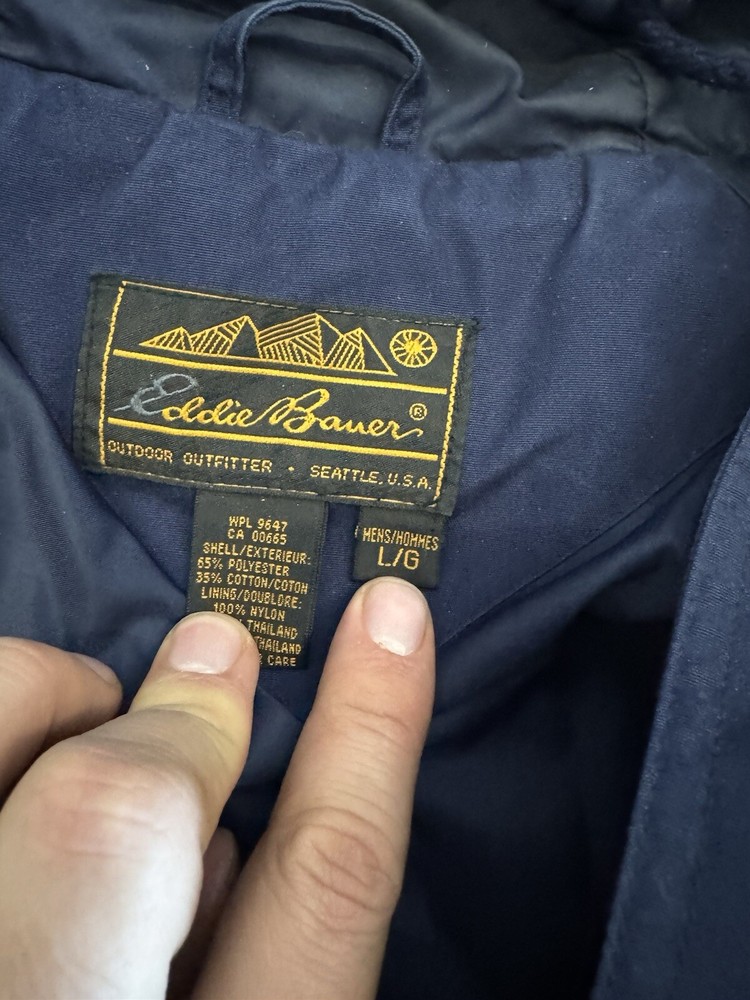 Eddie Bauer®
OUTDOOR OUTFITTER • SEATTLE, U.S.A.
WPL 9647
CA 00665
SHELL/EXTERIEUR:
65% POLYESTER
35% COTTON/COTON
LINING/DOUBLURE:
100% NYLON
THAILAND
THAILAND
CARE
MENS/HOMMES
L/G